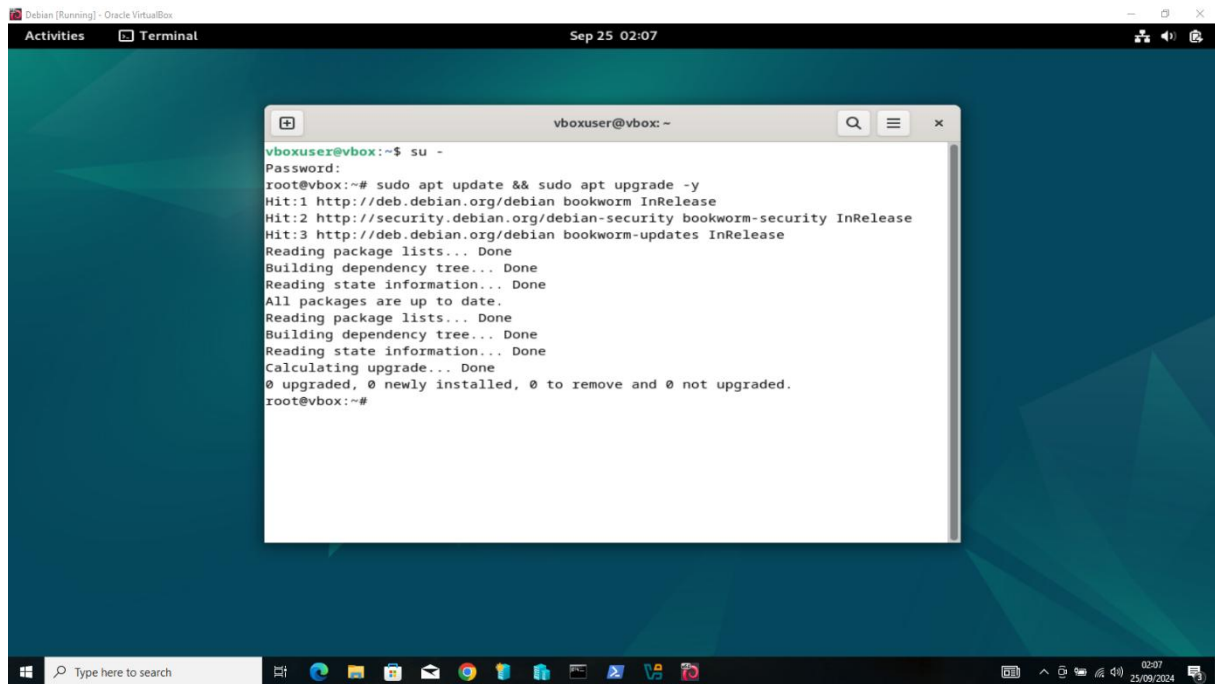 Debian [Running] - Oracle VirtualBox
Activities Terminal Sep 25 02:07
vboxuser@vbox: ~
vboxuser@vbox:~$ su -
Password:
root@vbox:~# sudo apt update && sudo apt upgrade -y
Hit:1 http://deb.debian.org/debian bookworm InRelease
Hit:2 http://security.debian.org/debian-security bookworm-security InRelease
Hit:3 http://deb.debian.org/debian bookworm-updates InRelease
Reading package lists... Done
Building dependency tree... Done
Reading state information... Done
All packages are up to date.
Reading package lists... Done
Building dependency tree... Done
Reading state information... Done
Calculating upgrade... Done
0 upgraded, 0 newly installed, 0 to remove and 0 not upgraded.
root@vbox:~#
Type here to search
02:07
25/09/2024
3